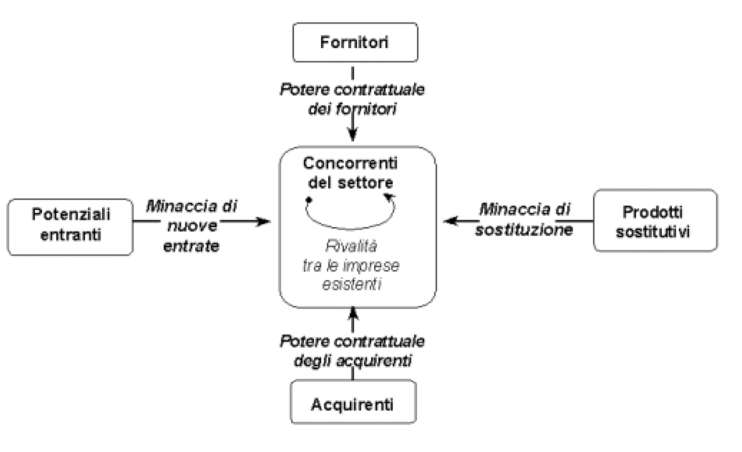 Fornitori
Potere contrattuale
dei fornitori
Concorrenti
del settore
Rivalità
tra le imprese
esistenti
Potenziali
entranti
Minaccia di
nuove
entrate
Minaccia di
sostituzione
Prodotti
sostitutivi
Potere contrattuale
degli acquirenti
Acquirenti